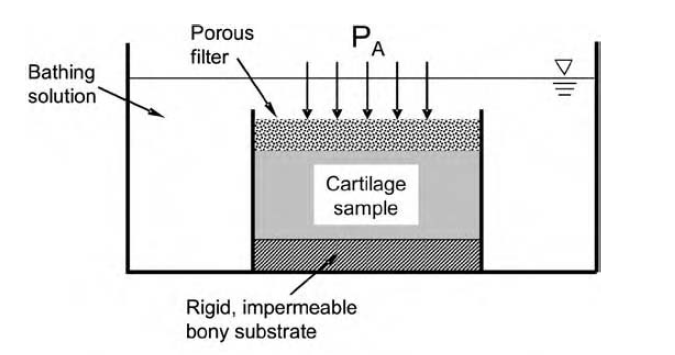 Porous
filter
P_A
Bathing
solution
Cartilage
sample
Rigid, impermeable
bony substrate